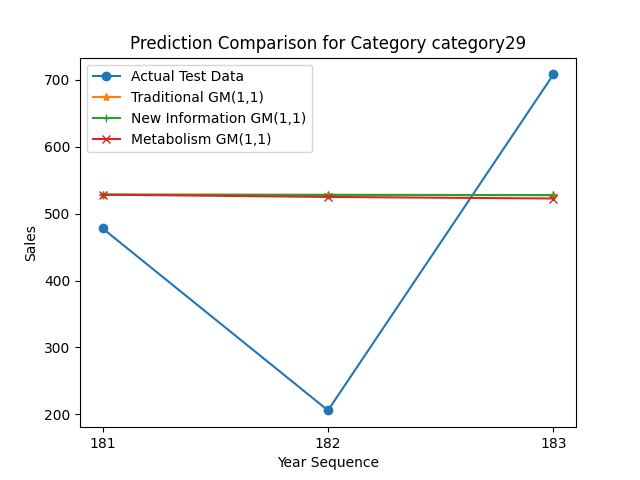 Prediction Comparison for Category category29
Actual Test Data
Traditional GM(1,1)
New Information GM(1,1)
Metabolism GM(1,1)
700
600
500
400
300
200
Sales
181
182
183
Year Sequence